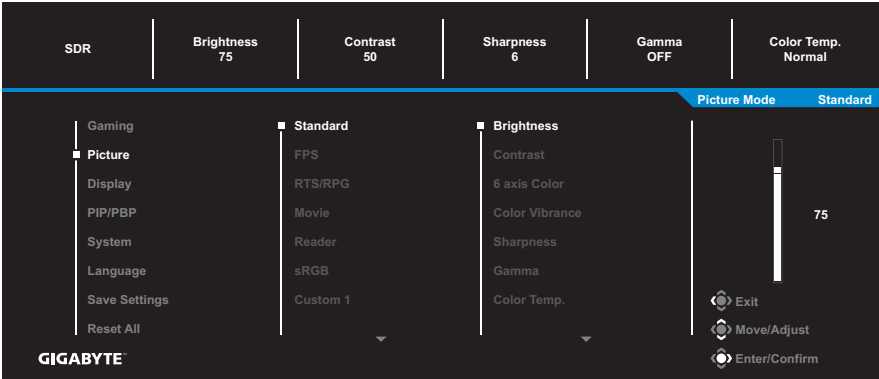 SDR
Brightness
75
Contrast
50
Sharpness
6
Gamma
OFF
Color Temp.
Normal
Picture Mode Standard
Gaming
Picture
Display
PIP/PBP
System
Language
Save Settings
Reset All
Standard
FPS
RTS/RPG
Movie
Reader
sRGB
Custom 1
Brightness
Contrast
6 axis Color
Color Vibrance
Sharpness
Gamma
Color Temp.
75
Exit
Move/Adjust
Enter/Confirm
GIGABYTE™